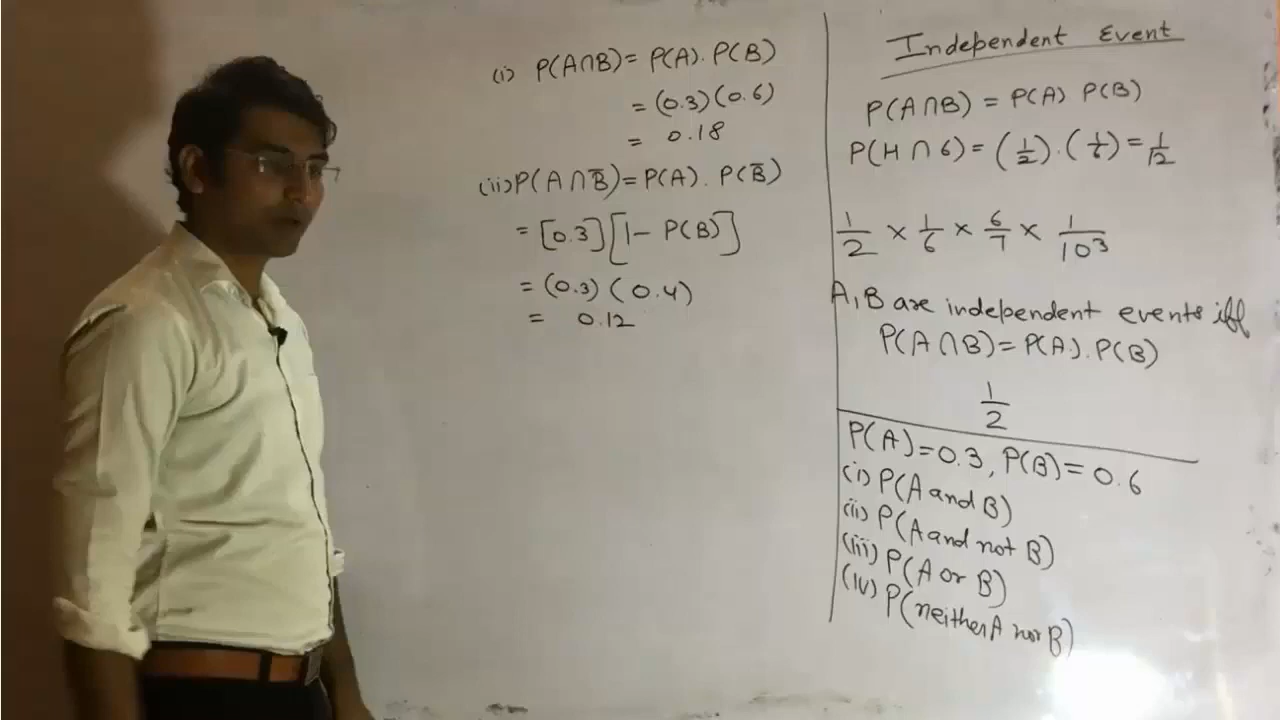 (i) P(A∩B) = P(A). P(B)
= (0.3)(0.6)
= 0.18
(ii) P(A∩B̅) = P(A). P(B̅)
= [0.3][1- P(B)]
= (0.3) (0.4)
= 0.12
Independent Event
P(A∩B) = P(A) P(B)
P(H∩6) = (1/2).(1/6) = 1/12
1/2 × 1/6 × 6/7 × 1/10³
A,B are independent events iff
P(A∩B) = P(A). P(B)
1/2
P(A)=0.3, P(B)=0.6
(i) P(A and B)
(ii) P(A and not B)
(iii) P(A or B)
(iv) P(neither A nor B)